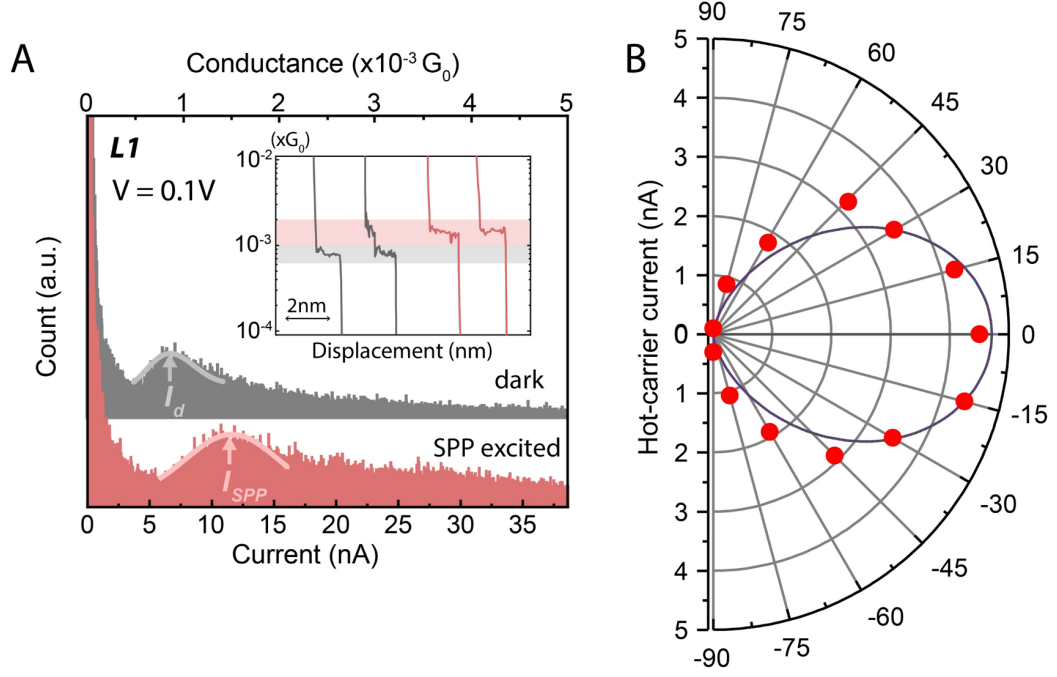 A
Conductance (x10⁻³ G₀)
0 1 2 3 4 5
L1
V = 0.1V
(xG₀)
10⁻²
10⁻³
10⁻⁴
2nm
Displacement (nm)
dark
I_d
SPP excited
I_SPP
Count (a.u.)
0 5 10 15 20 25 30 35
Current (nA)
B
Hot-carrier current (nA)
5
4
3
2
1
0
1
2
3
4
5
90
75
60
45
30
15
0
-15
-30
-45
-60
-75
-90